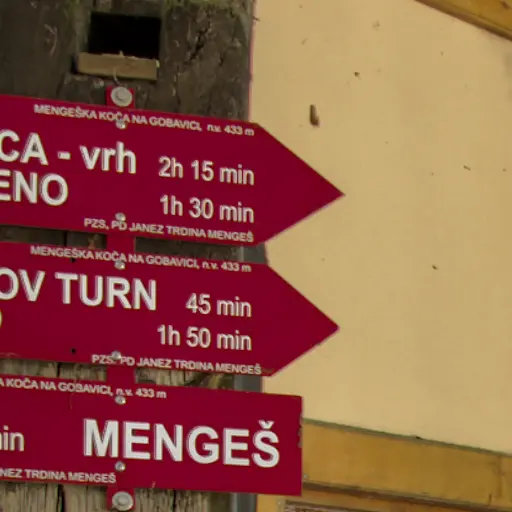 MENGEŠKA KOČA NA GOBAVICI, n.v. 433 m
CA - vrh 2h 15 min
ENO 1h 30 min
PZS, PD JANEZ TRDINA MENGEŠ
MENGEŠKA KOČA NA GOBAVICI, n.v. 433 m
OV TURN 45 min
1h 50 min
PZS, PD JANEZ TRDINA MENGEŠ
KOČA NA GOBAVICI, n.v. 433 m
in MENGEŠ
NEZ TRDINA MENGEŠ